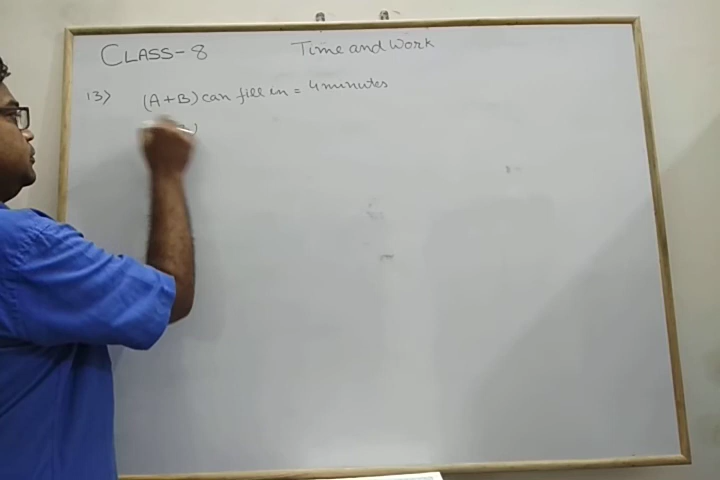 CLASS-8
Time and Work
13) (A+B) can fill in = 4 minutes